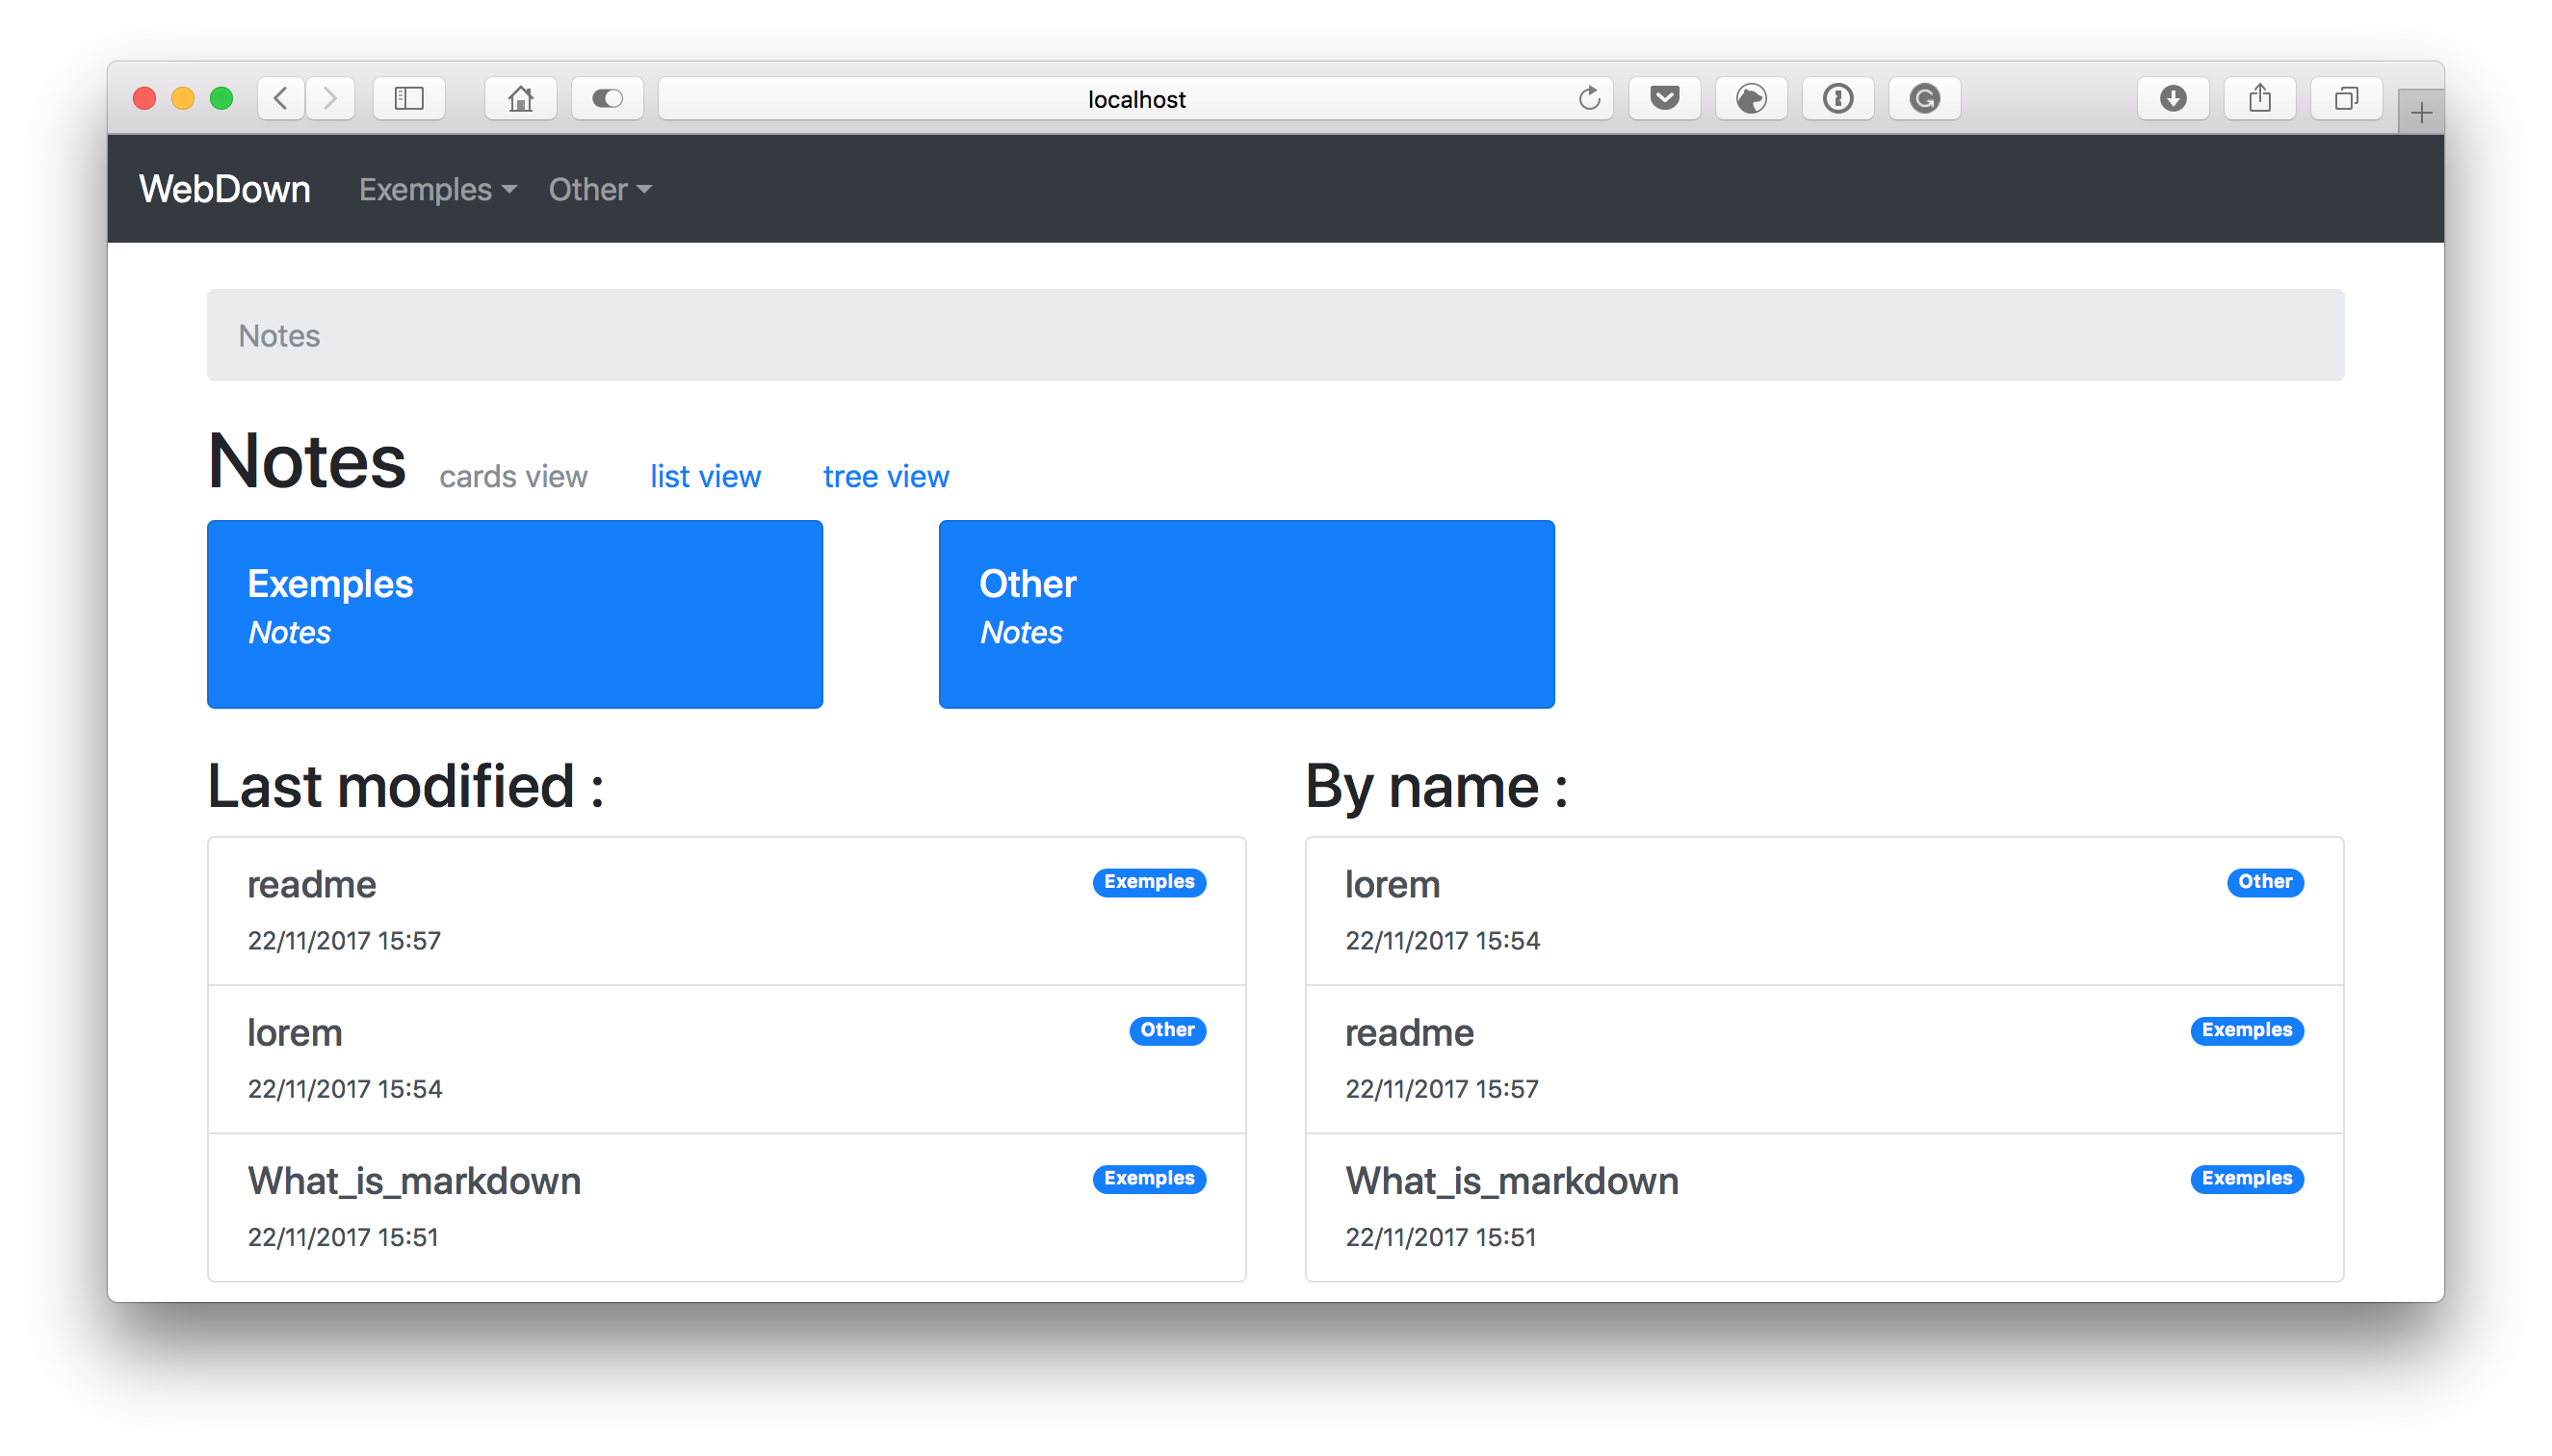 localhost
WebDown Exemples Other
Notes
Notes cards view list view tree view
Exemples
Notes
Other
Notes
Last modified :
readme Exemples
22/11/2017 15:57
lorem Other
22/11/2017 15:54
What_is_markdown Exemples
22/11/2017 15:51
By name :
lorem Other
22/11/2017 15:54
readme Exemples
22/11/2017 15:57
What_is_markdown Exemples
22/11/2017 15:51